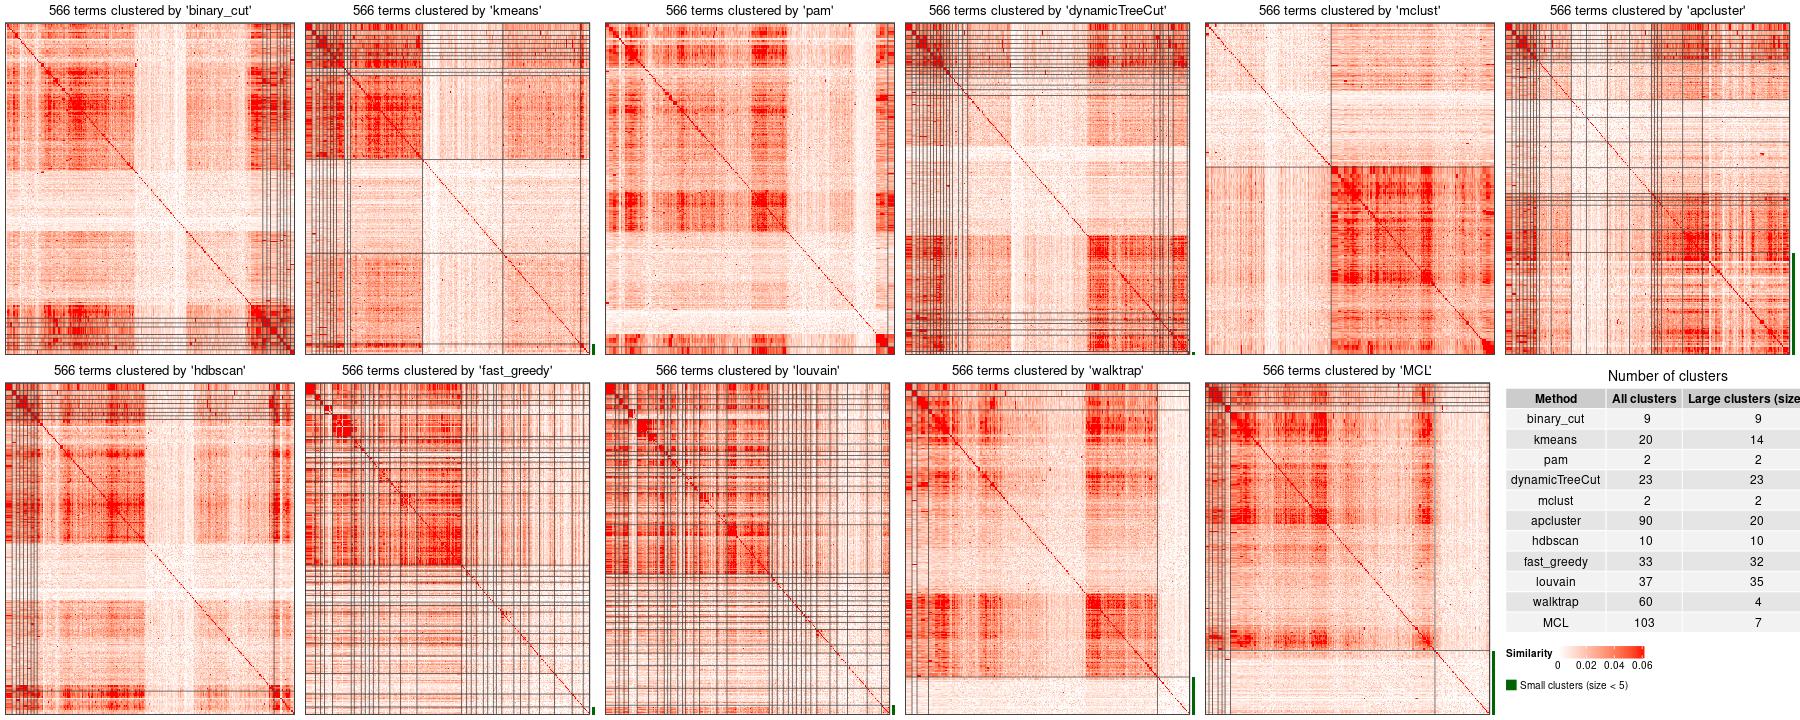 566 terms clustered by 'binary_cut'
566 terms clustered by 'kmeans'
566 terms clustered by 'pam'
566 terms clustered by 'dynamicTreeCut'
566 terms clustered by 'mclust'
566 terms clustered by 'apcluster'
566 terms clustered by 'hdbscan'
566 terms clustered by 'fast_greedy'
566 terms clustered by 'louvain'
566 terms clustered by 'walktrap'
566 terms clustered by 'MCL'
Number of clusters
Method All clusters Large clusters (size
binary_cut 9 9
kmeans 20 14
pam 2 2
dynamicTreeCut 23 23
mclust 2 2
apcluster 90 20
hdbscan 10 10
fast_greedy 33 32
louvain 37 35
walktrap 60 4
MCL 103 7
Similarity
0 0.02 0.04 0.06
Small clusters (size < 5)